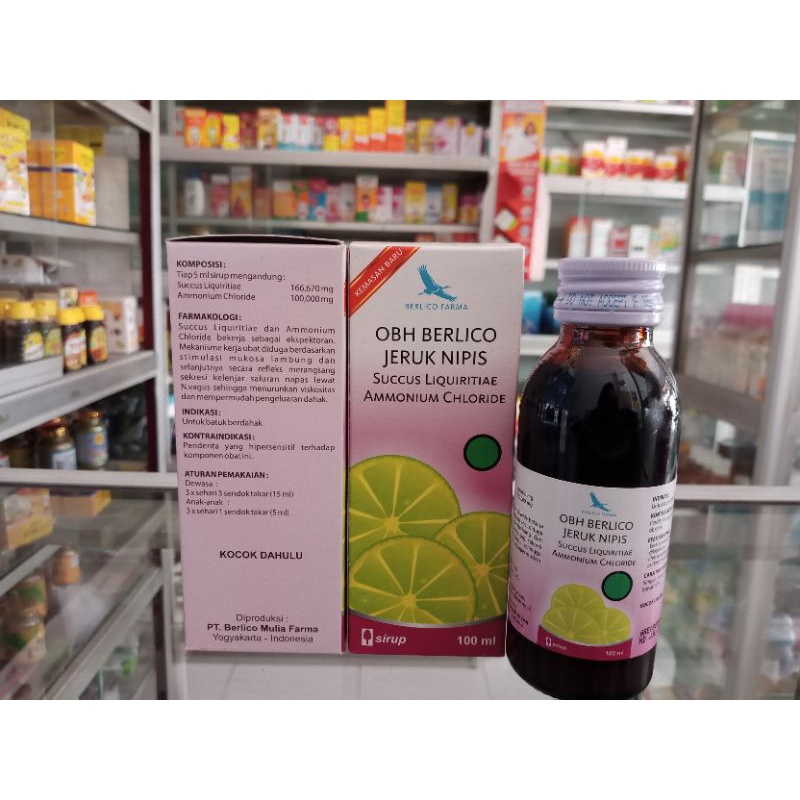 KOMPOSISI :
Tiap 5 ml sirup mengandung:
Succus Liquiritiae 166,670 mg
Ammonium Chloride 100,000 mg
FARMAKOLOGI :
Succus Liquiritiae dan Ammonium
Chloride bekerja sebagai ekspektoran.
Mekanisme kerja obat diduga berdasarkan
stimulasi mukosa lambung dan
selanjutnya secara refleks merangsang
sekresi kelenjar saluran napas lewat
N.vagus sehingga menurunkan viskositas
dan mempermudah pengeluaran dahak.
INDIKASI :
Untuk batuk berdahak
KONTRAINDIKASI :
Penderita yang hipersensitif terhadap
komponen obat ini.
ATURAN PEMAKAIAN :
Dewasa :
3 x sehari 3 sendok takar (15 ml)
Anak-anak :
3 x sehari 1 sendok takar (5 ml)
KOCOK DAHULU
Diproduksi :
PT. Berlico Mulia Farma
Yogyakarta - Indonesia
KEMASAN BARU
BERLICO FARMA
OBH BERLICO
JERUK NIPIS
SUCCUS LIQUIRITIAE
AMMONIUM CHLORIDE
sirup 100 ml
DO NOT ACCEPT
OBH BERLICO
JERUK NIPIS
SUCCUS LIQUIRITIAE
AMMONIUM CHLORIDE
sirup 100 ml